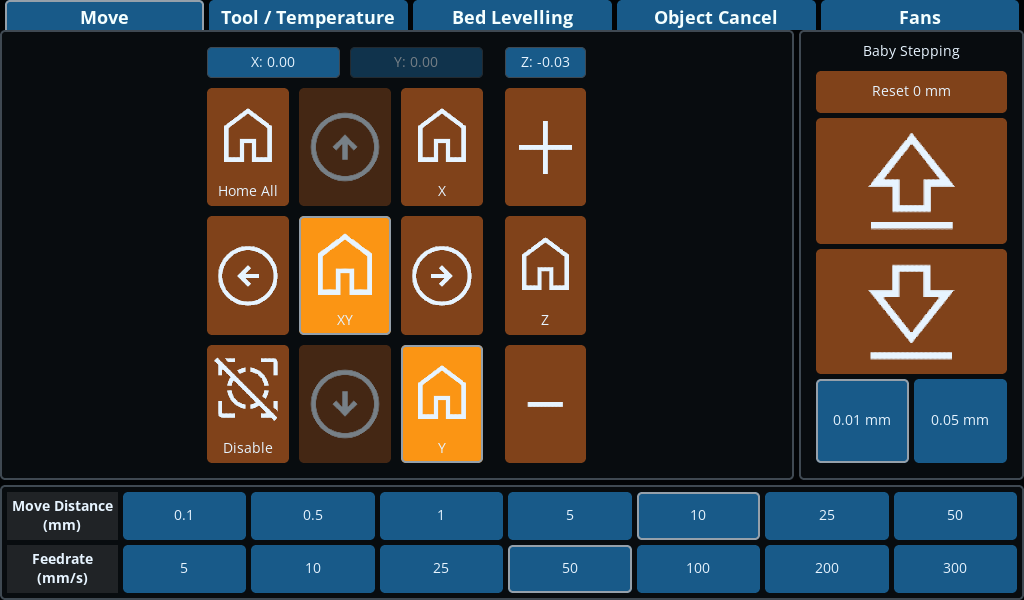 Move
Tool / Temperature
Bed Levelling
Object Cancel
Fans
X: 0.00
Y: 0.00
Z: -0.03
Home All
X
XY
Z
Disable
Y
Baby Stepping
Reset 0 mm
0.01 mm
0.05 mm
Move Distance
(mm)
0.1
0.5
1
5
10
25
50
Feedrate
(mm/s)
5
10
25
50
100
200
300